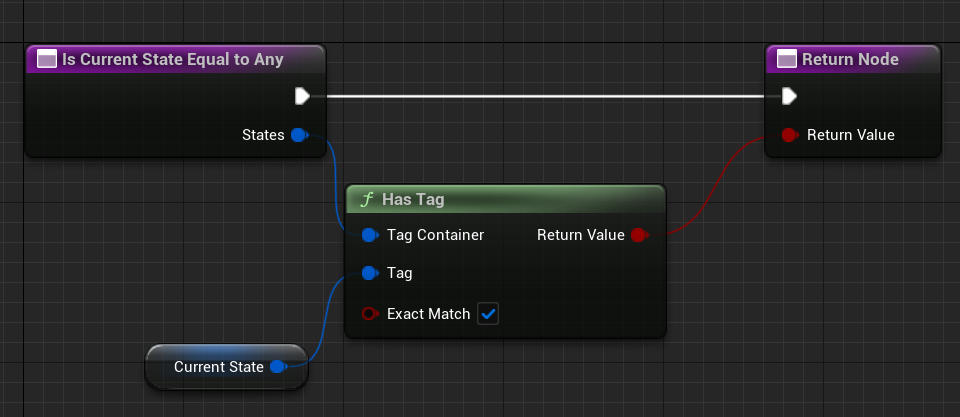 Is Current State Equal to Any
Return Node
States
Return Value
f Has Tag
Tag Container
Return Value
Tag
Exact Match
Current State